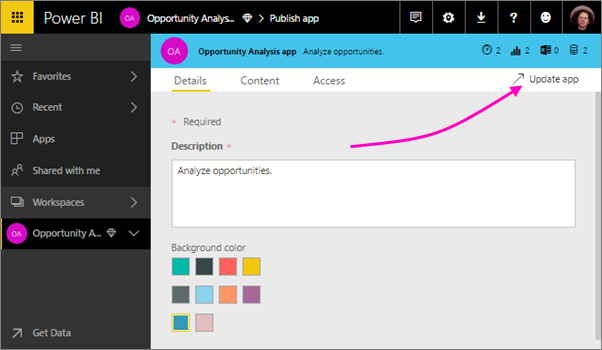 Power BI
OA Opportunity Analys... > Publish app
?
OA Opportunity Analysis app Analyze opportunities.
2 2 0 2
Favorites
Recent
Apps
Shared with me
Workspaces
OA Opportunity A...
Get Data
Details Content Access
Update app
* Required
Description *
Analyze opportunities.
Background color